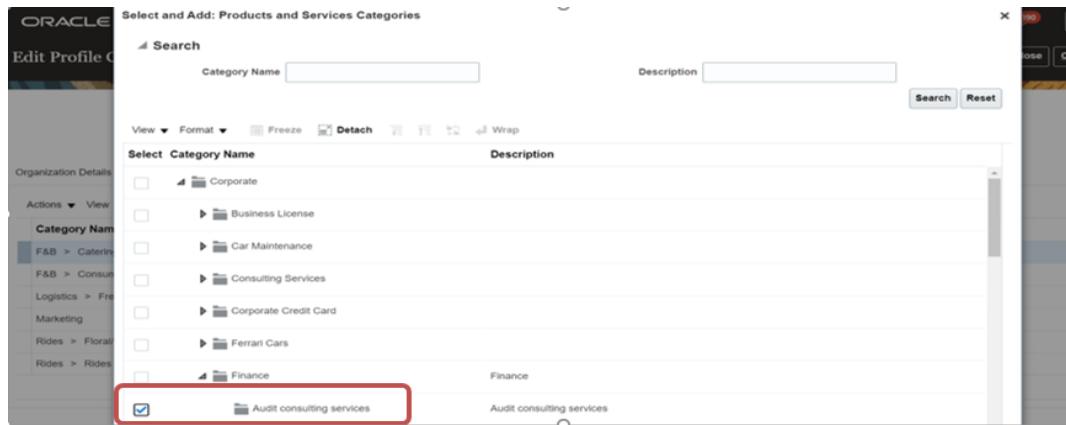 ORACLE
Select and Add: Products and Services Categories
Edit Profile
Search
Category Name
Description
Search Reset
View Format Freeze Detach Wrap
Select Category Name Description
Organization Details
Corporate
Actions View
Business License
Category Nam
Car Maintenance
F&B > Caterin
F&B > Consum
Consulting Services
Logistics > Fre
Corporate Credit Card
Marketing
Rides > Floral/
Ferrari Cars
Rides > Rides
Finance Finance
Audit consulting services Audit consulting services